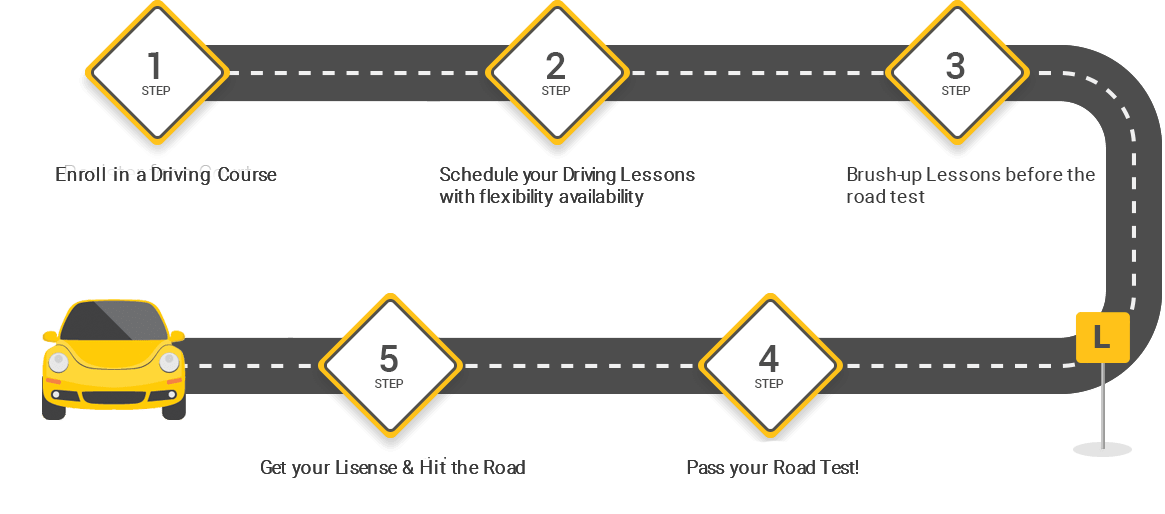 1
STEP
2
STEP
3
STEP
Enroll in a Driving Course
Schedule your Driving Lessons
with flexibility availability
Brush-up Lessons before the
road test
L
5
STEP
4
STEP
Get your Lisense & Hit the Road
Pass your Road Test!